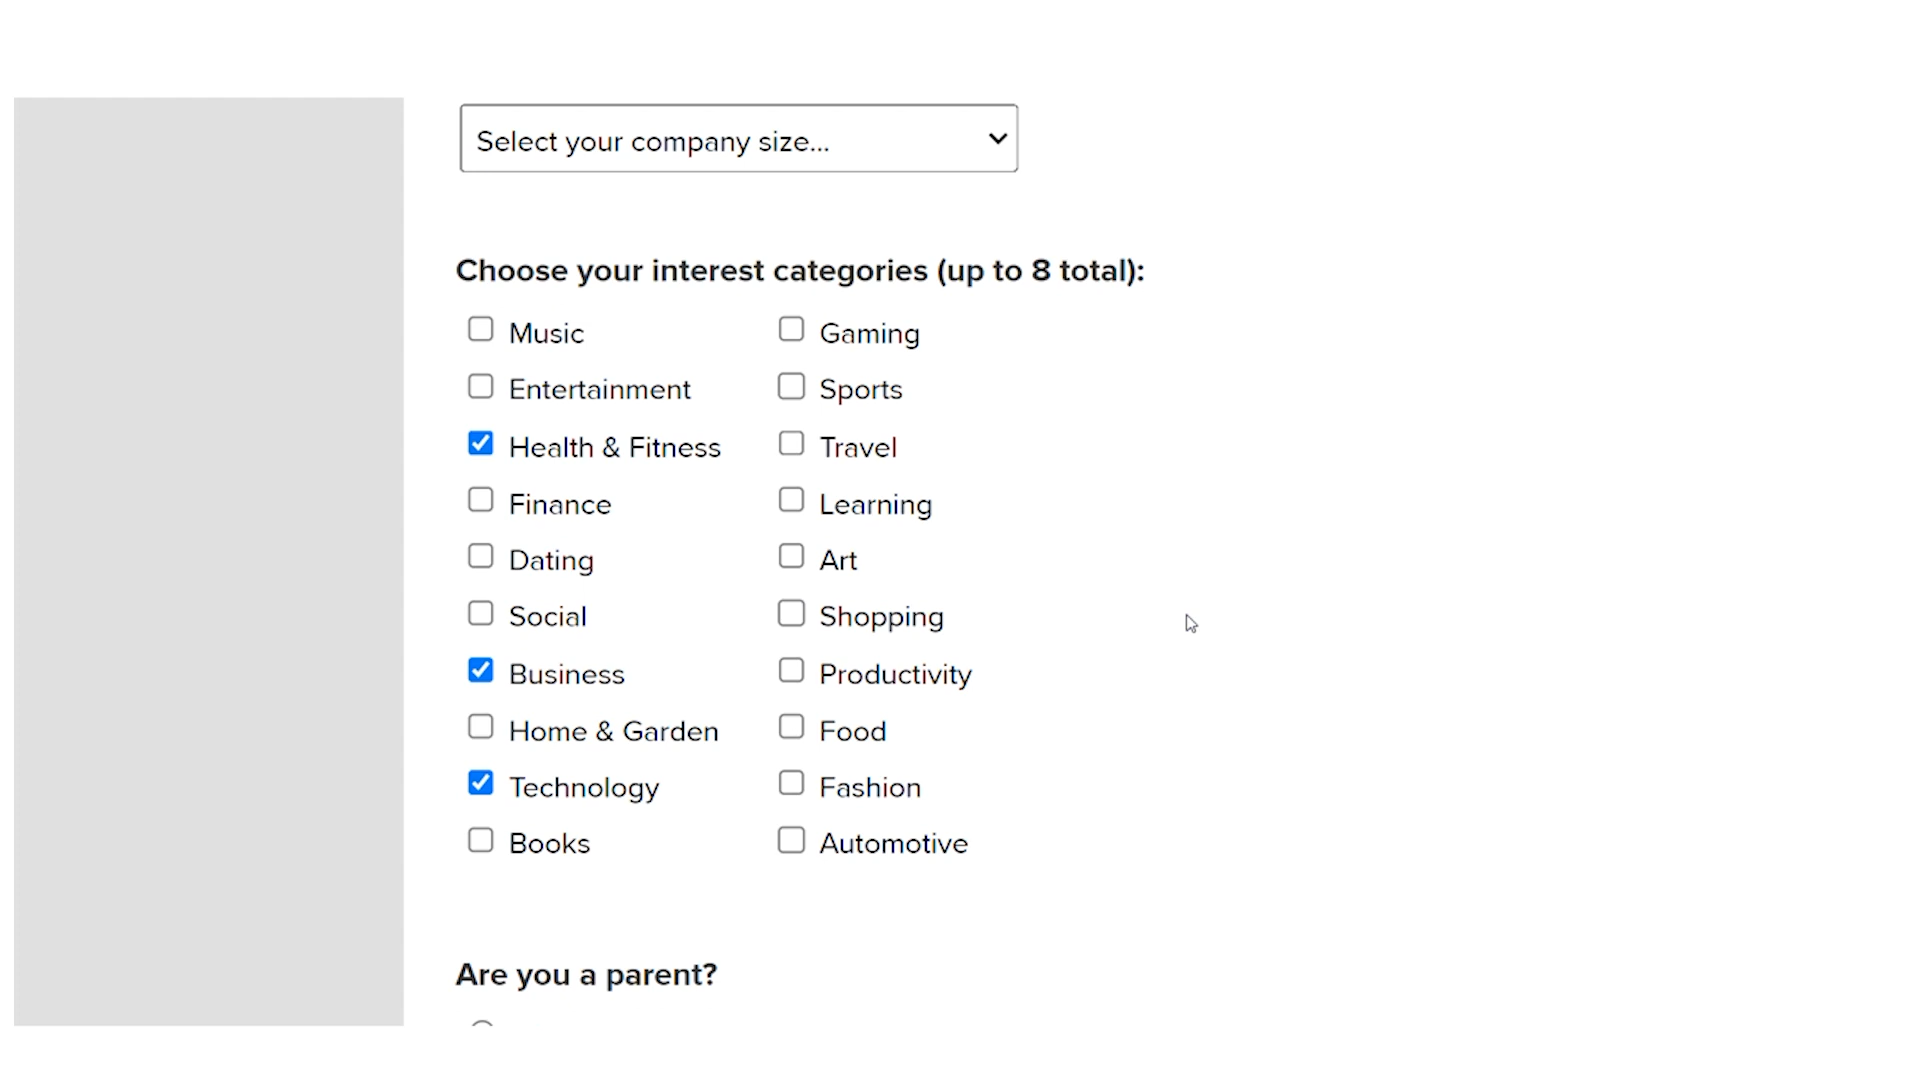 Select your company size...
Choose your interest categories (up to 8 total):
Music Gaming
Entertainment Sports
Health & Fitness Travel
Finance Learning
Dating Art
Social Shopping
Business Productivity
Home & Garden Food
Technology Fashion
Books Automotive
Are you a parent?